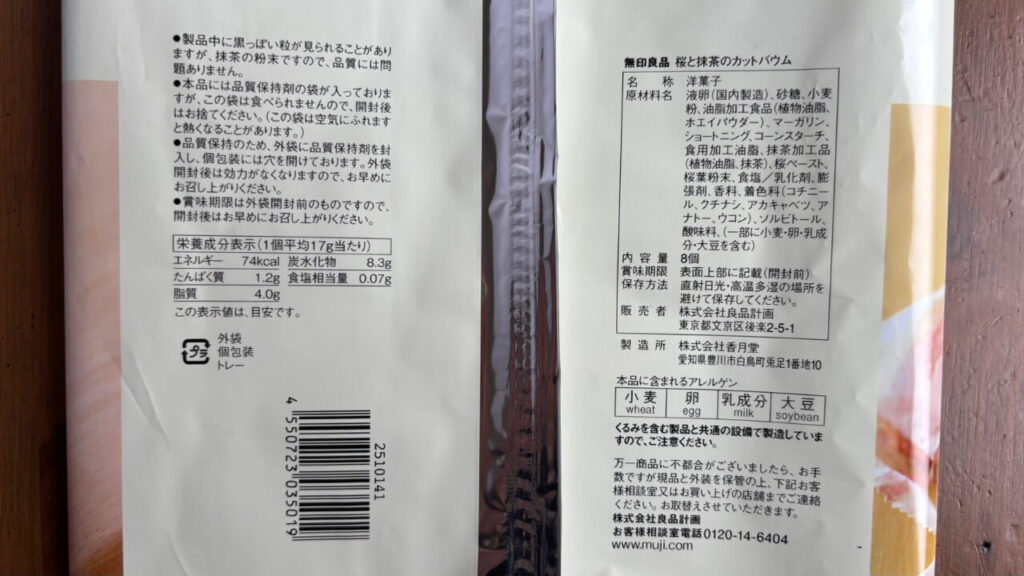 ●製品中に黒っぽい粒が見られることがあり
ますが、抹茶の粉末ですので、品質には問
題ありません。
●本品には品質保持剤の袋が入っておりま
すが、この袋は食べられませんので、開封後
はお捨てください。(この袋は空気にふれます
と熱くなることがあります。)
●品質保持のため、外袋に品質保持剤を封
入し、個包装には穴を開けております。外袋
開封後は効力がなくなりますので、お早めに
お召し上がりください。
●賞味期限は外袋開封前のものですので、
開封後はお早めにお召し上がりください。
栄養成分表示(1個平均17g当たり)
エネルギー 74kcal 炭水化物 8.3g
たんぱく質 1.2g 食塩相当量 0.07g
脂質 4.0g
この表示値は、目安です。
プラ
外袋
個包装
トレー
4 550723 035019
2510141
無印良品 桜と抹茶のカットバウム
名称 洋菓子
原材料名 液卵(国内製造)、砂糖、小麦
粉、油脂加工食品(植物油脂、
ホエイパウダー)、マーガリン、
ショートニング、コーンスターチ、
食用加工油脂、抹茶加工品
(植物油脂、抹茶)、桜ペースト、
桜葉粉末、食塩/乳化剤、膨
張剤、香料、着色料(コチニー
ル、クチナシ、アカキャベツ、ア
ナトー、ウコン)、ソルビトール、
酸味料、(一部に小麦・卵・乳成
分・大豆を含む)
内容量 8個
賞味期限 表面上部に記載(開封前)
保存方法 直射日光・高温多湿の場所を
避けて保存してください。
販売者 株式会社良品計画
東京都文京区後楽2-5-1
製造所 株式会社香月堂
愛知県豊川市白鳥町兎足1番地10
本品に含まれるアレルゲン
小麦 卵 乳成分 大豆
wheat egg milk soybean
くるみを含む製品と共通の設備で製造していま
すので、ご注意ください。
万一商品に不都合がございましたら、お手
数ですが現品と外装を保管の上、下記お客
様相談室又はお買い上げの店舗までご連絡
ください。お取替えさせていただきます。
株式会社良品計画
お客様相談室電話0120-14-6404
www.muji.com